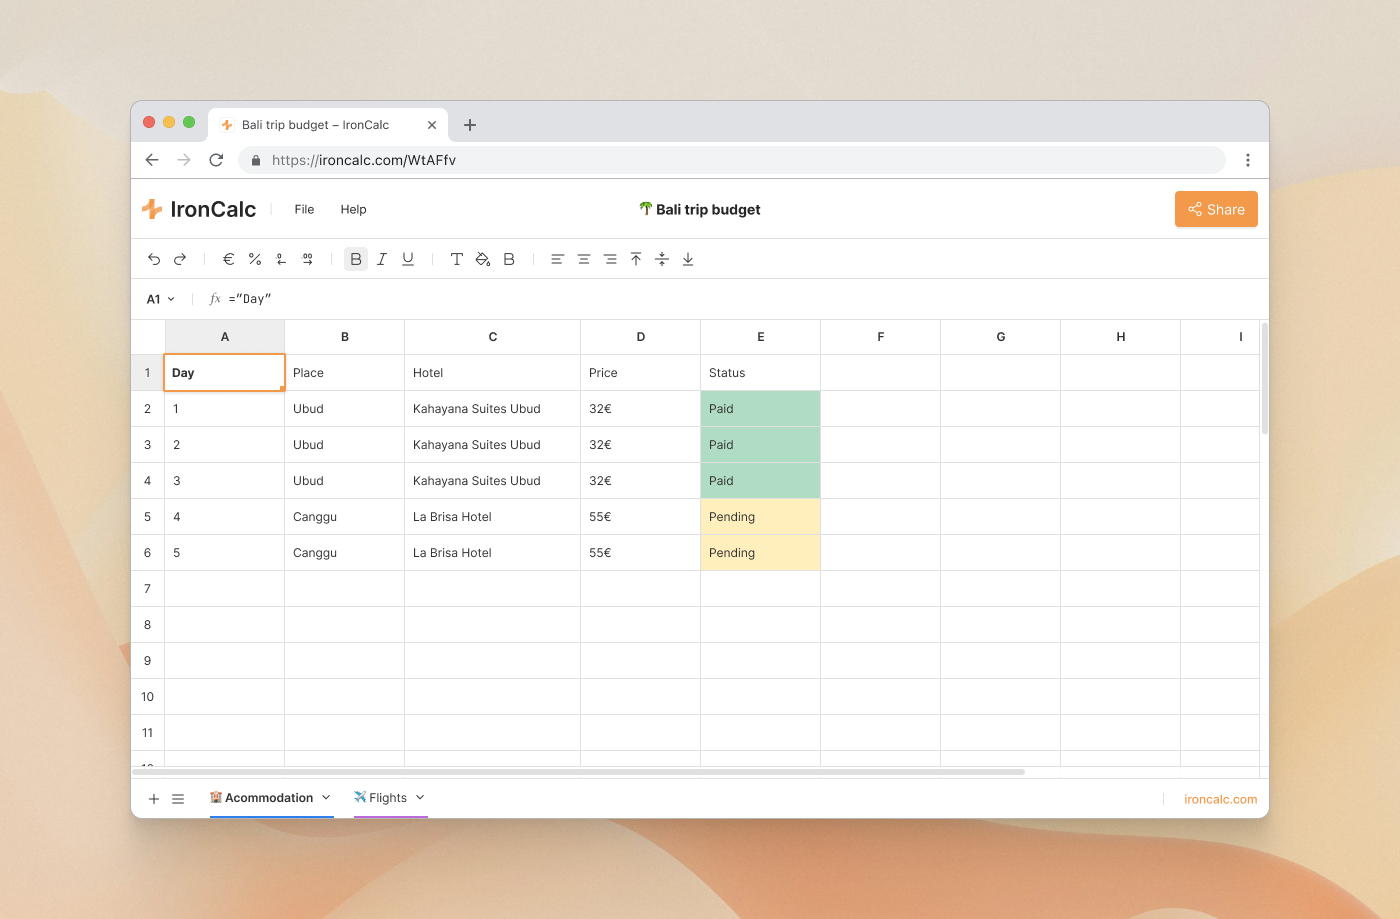 Bali trip budget – IronCalc
https://ironcalc.com/WtAFfv
IronCalc File Help 🌴 Bali trip budget Share
€ % .0 .00 B I U T B
A1 fx ="Day"
A B C D E F G H I
1 Day Place Hotel Price Status
2 1 Ubud Kahayana Suites Ubud 32€ Paid
3 2 Ubud Kahayana Suites Ubud 32€ Paid
4 3 Ubud Kahayana Suites Ubud 32€ Paid
5 4 Canggu La Brisa Hotel 55€ Pending
6 5 Canggu La Brisa Hotel 55€ Pending
7
8
9
10
11
🏨 Acommodation ✈️ Flights ironcalc.com